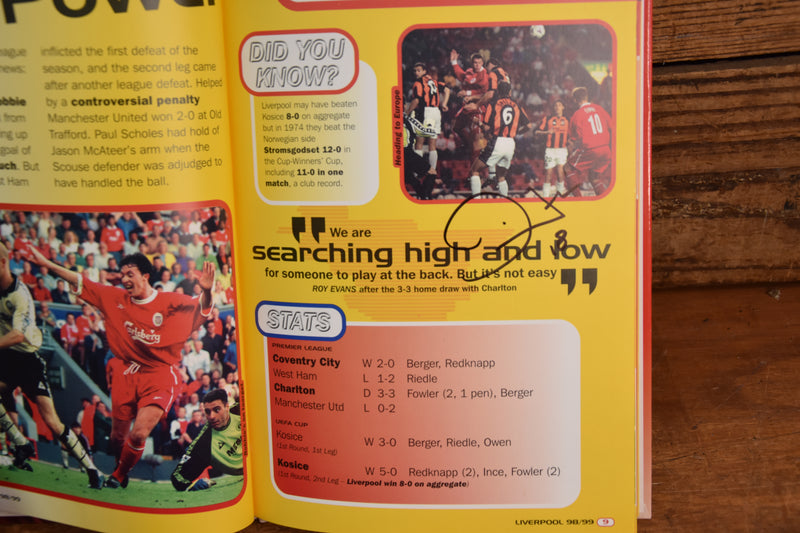 Power
eague
news:
obbie
s from
ing up
goal of
uch. But
st Ham
inflicted the first defeat of the
season, and the second leg came
after another league defeat. Helped
by a controversial penalty
Manchester United won 2-0 at Old
Trafford. Paul Scholes had hold of
Jason McAteer's arm when the
Scouse defender was adjudged to
have handled the ball.
Carlsberg
98/99
DID YOU
KNOW?
Liverpool may have beaten
Kosice 8-0 on aggregate
but in 1974 they beat the
Norwegian side
Stromsgodset 12-0 in
the Cup-Winners' Cup,
including 11-0 in one
match, a club record.
Heading to Europe
6
10
"We are
searching high and low
for someone to play at the back. But it's not easy"
ROY EVANS after the 3-3 home draw with Charlton
STATS
PREMIER LEAGUE
Coventry City W 2-0 Berger, Redknapp
West Ham L 1-2 Riedle
Charlton D 3-3 Fowler (2, 1 pen), Berger
Manchester Utd L 0-2
UEFA CUP
Kosice W 3-0 Berger, Riedle, Owen
(1st Round, 1st Leg)
Kosice W 5-0 Redknapp (2), Ince, Fowler (2)
(1st Round, 2nd Leg – Liverpool win 8-0 on aggregate)
LIVERPOOL 98/99 9